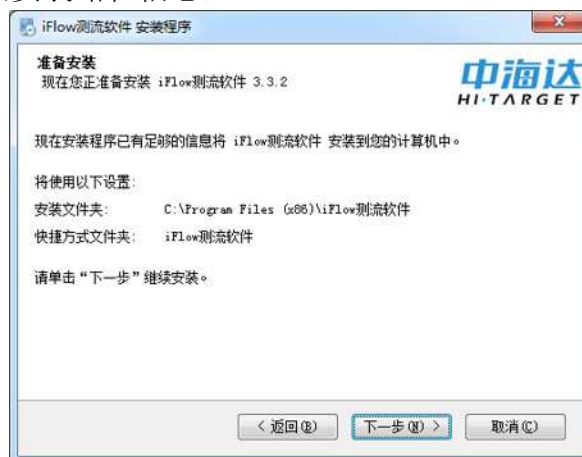 iFlow测流软件 安装程序
准备安装
现在您正准备安装 iFlow测流软件 3.3.2
中海达
HI·TARGET
现在安装程序已有足够的信息将 iFlow测流软件 安装到您的计算机中。
将使用以下设置:
安装文件夹: C:\Program Files (x86)\iFlow测流软件
快捷方式文件夹: iFlow测流软件
请单击“下一步”继续安装。
< 返回(B) 下一步(N) > 取消(C)